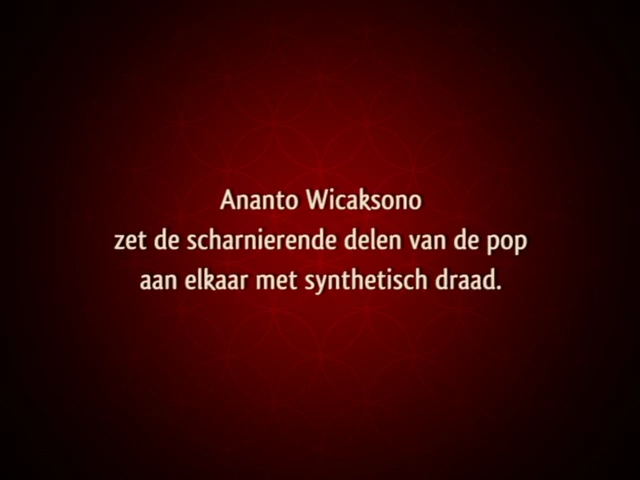 Ananto Wicaksono
zet de scharnierende delen van de pop
aan elkaar met synthetisch draad.